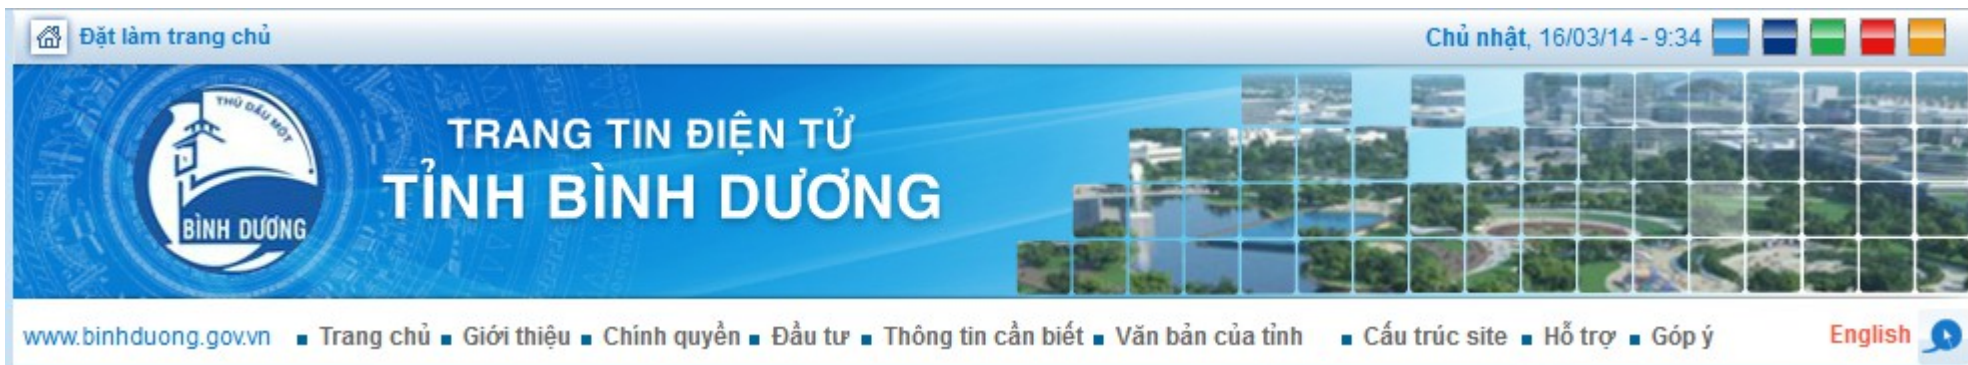 Đặt làm trang chủ
Chủ nhật, 16/03/14 - 9:34
THỦ DẦU MỘT
BÌNH DƯƠNG
TRANG TIN ĐIỆN TỬ
TỈNH BÌNH DƯƠNG
www.binhduong.gov.vn ▪ Trang chủ ▪ Giới thiệu ▪ Chính quyền ▪ Đầu tư ▪ Thông tin cần biết ▪ Văn bản của tỉnh ▪ Cấu trúc site ▪ Hỗ trợ ▪ Góp ý English